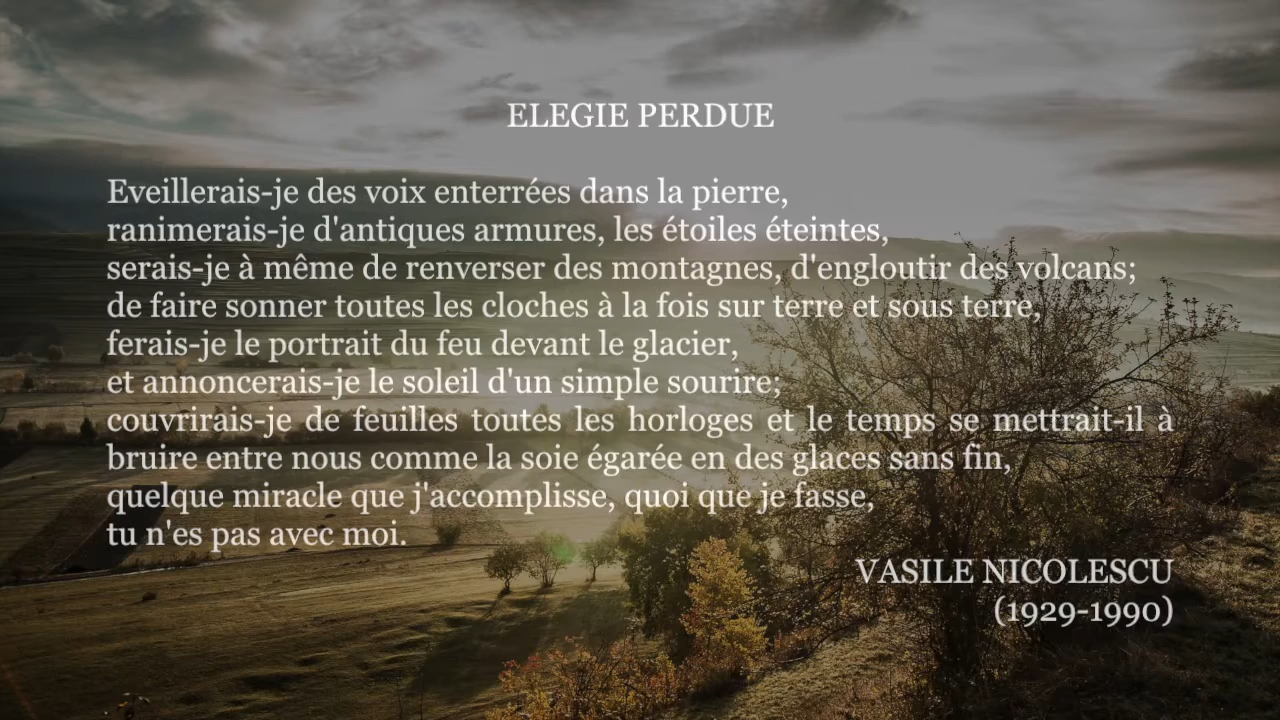 ELEGIE PERDUE
Eveillerais-je des voix enterrées dans la pierre,
ranimerais-je d'antiques armures, les étoiles éteintes,
serais-je à même de renverser des montagnes, d'engloutir des volcans;
de faire sonner toutes les cloches à la fois sur terre et sous terre,
ferais-je le portrait du feu devant le glacier,
et annoncerais-je le soleil d'un simple sourire;
couvrirais-je de feuilles toutes les horloges et le temps se mettrait-il à
bruire entre nous comme la soie égarée en des glaces sans fin,
quelque miracle que j'accomplisse, quoi que je fasse,
tu n'es pas avec moi.
VASILE NICOLESCU
(1929-1990)